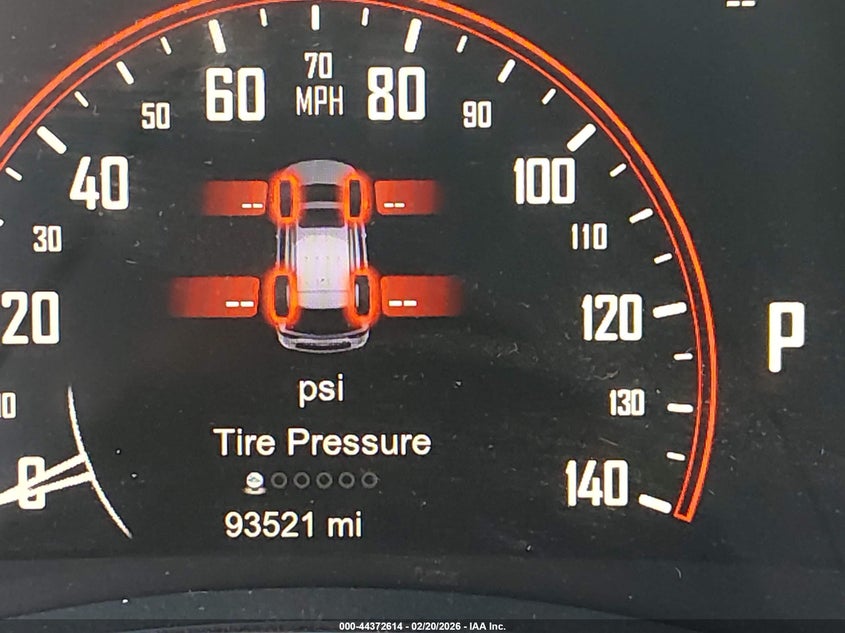 --
70
60 MPH 80
50 90
40 100
-- --
30 110
-- --
20 120 P
psi
130
Tire Pressure
0 140
93521 mi
000-44372614 - 02/20/2026 - IAA Inc.